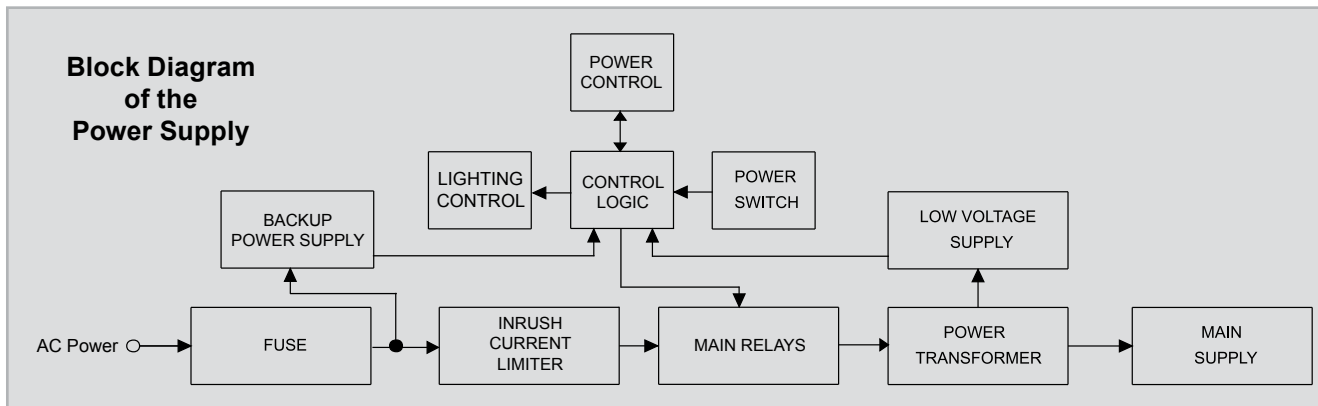 Block Diagram
of the
Power Supply
POWER
CONTROL
LIGHTING
CONTROL
CONTROL
LOGIC
POWER
SWITCH
BACKUP
POWER SUPPLY
LOW VOLTAGE
SUPPLY
AC Power
FUSE
INRUSH
CURRENT
LIMITER
MAIN RELAYS
POWER
TRANSFORMER
MAIN
SUPPLY